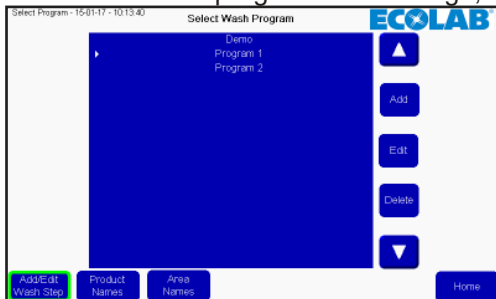 Select Program - 15-01-17 - 10:13:40
Select Wash Program
ECOLAB
Demo
Program 1
Program 2
Add
Edit
Delete
Add/Edit
Wash Step
Product
Names
Area
Names
Home